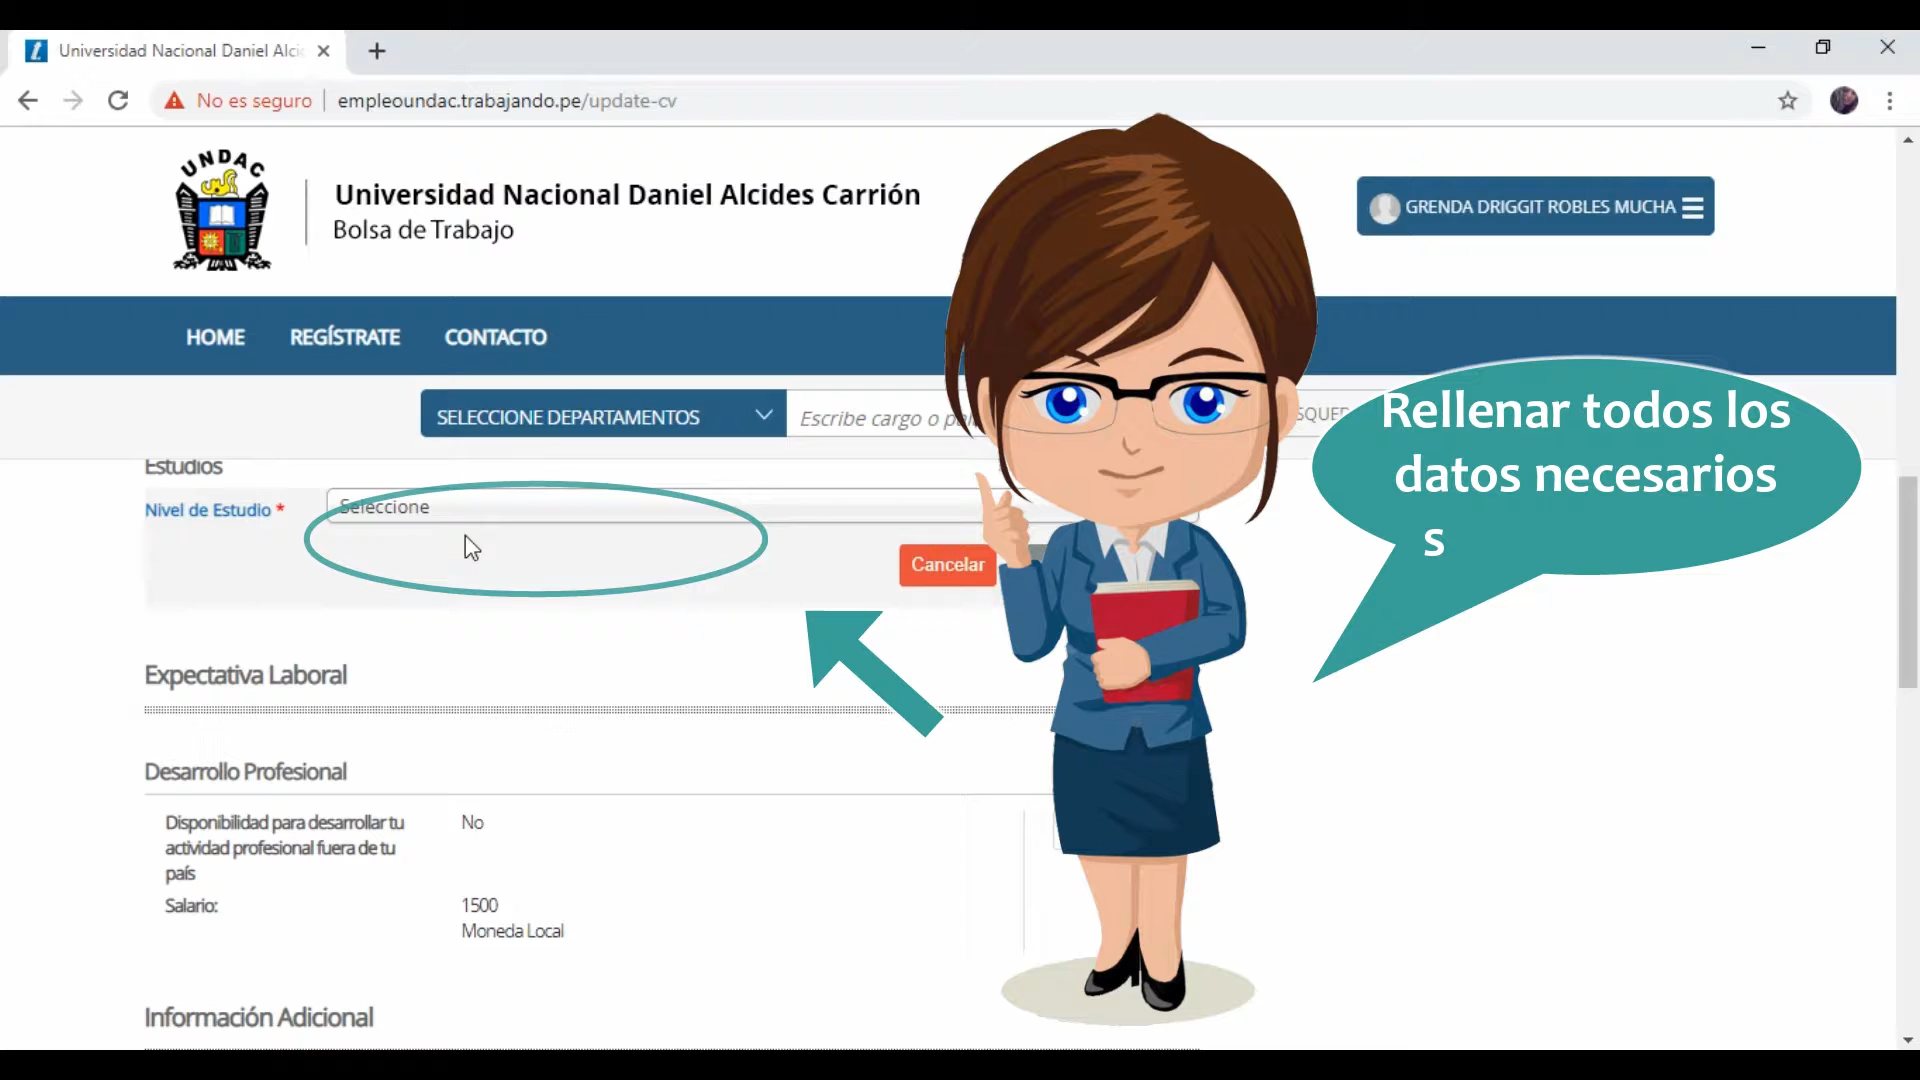 Universidad Nacional Daniel Alci
No es seguro
empleoundac.trabajando.pe/update-cv
UNDAC
Universidad Nacional Daniel Alcides Carrión
Bolsa de Trabajo
GRENDA DRIGGIT ROBLES MUCHA
HOME
REGÍSTRATE
CONTACTO
SELECCIONE DEPARTAMENTOS
Escribe cargo o pal
SQUED
Rellenar todos los
datos necesarios
s
Estudios
Nivel de Estudio *
Seleccione
Cancelar
Expectativa Laboral
Desarrollo Profesional
Disponibilidad para desarrollar tu
actividad profesional fuera de tu
país
No
Salario:
1500
Moneda Local
Información Adicional